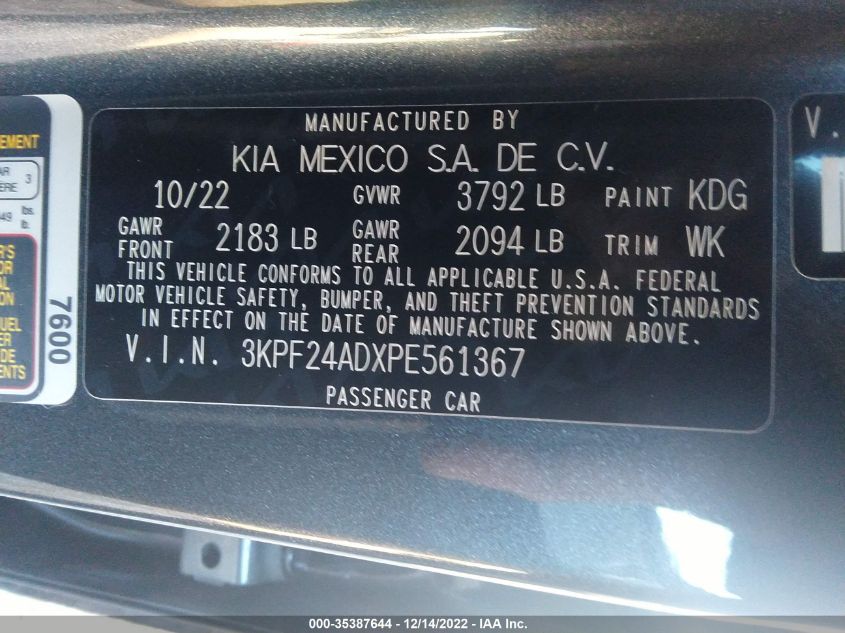 MANUFACTURED BY
KIA MEXICO S.A. DE C.V.
10/22 GVWR 3792 LB PAINT KDG
GAWR FRONT 2183 LB GAWR REAR 2094 LB TRIM WK
THIS VEHICLE CONFORMS TO ALL APPLICABLE U.S.A. FEDERAL
MOTOR VEHICLE SAFETY, BUMPER, AND THEFT PREVENTION STANDARDS
IN EFFECT ON THE DATE OF MANUFACTURE SHOWN ABOVE.
V.I.N. 3KPF24ADXPE561367
PASSENGER CAR
7600
3
lbs.
lb.
V.
000-35387644 - 12/14/2022 - IAA Inc.